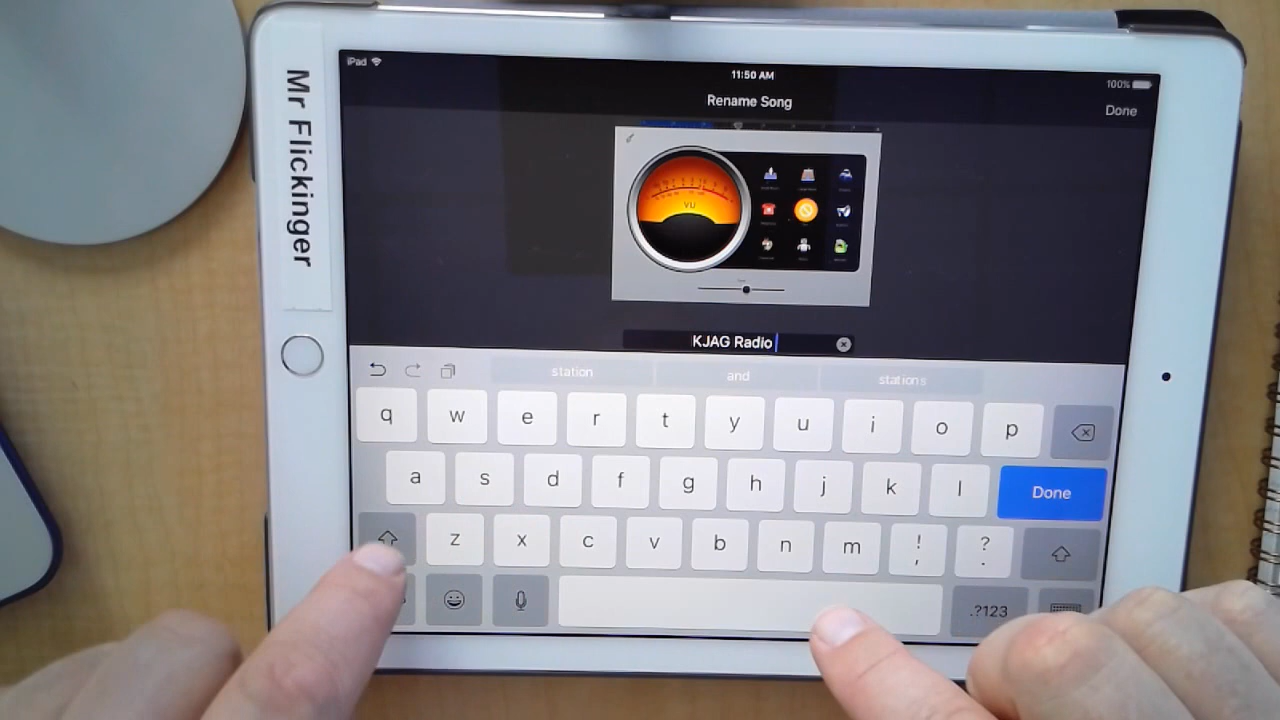 Mr Flickinger
iPad
11:50 AM
100%
Rename Song
Done
VU
KJAG Radio
station and stations
q w e r t y u i o p
a s d f g h j k l Done
z x c v b n m ! , ? .
.?123